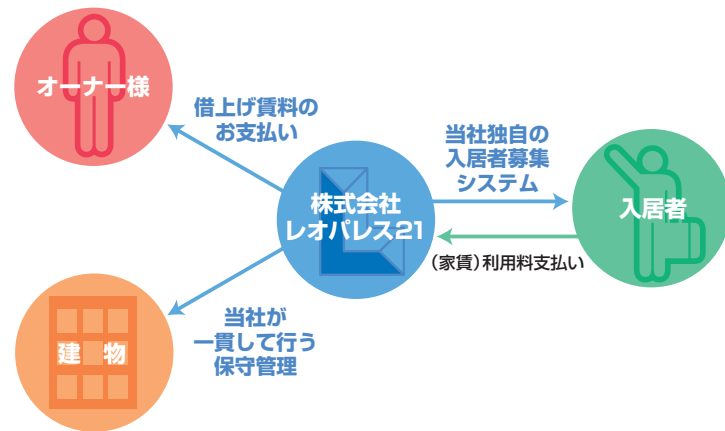 オーナー様
借上げ賃料の
お支払い
株式会社
レオパレス21
当社独自の
入居者募集
システム
入居者
(家賃)利用料支払い
建物
当社が
一貫して行う
保守管理